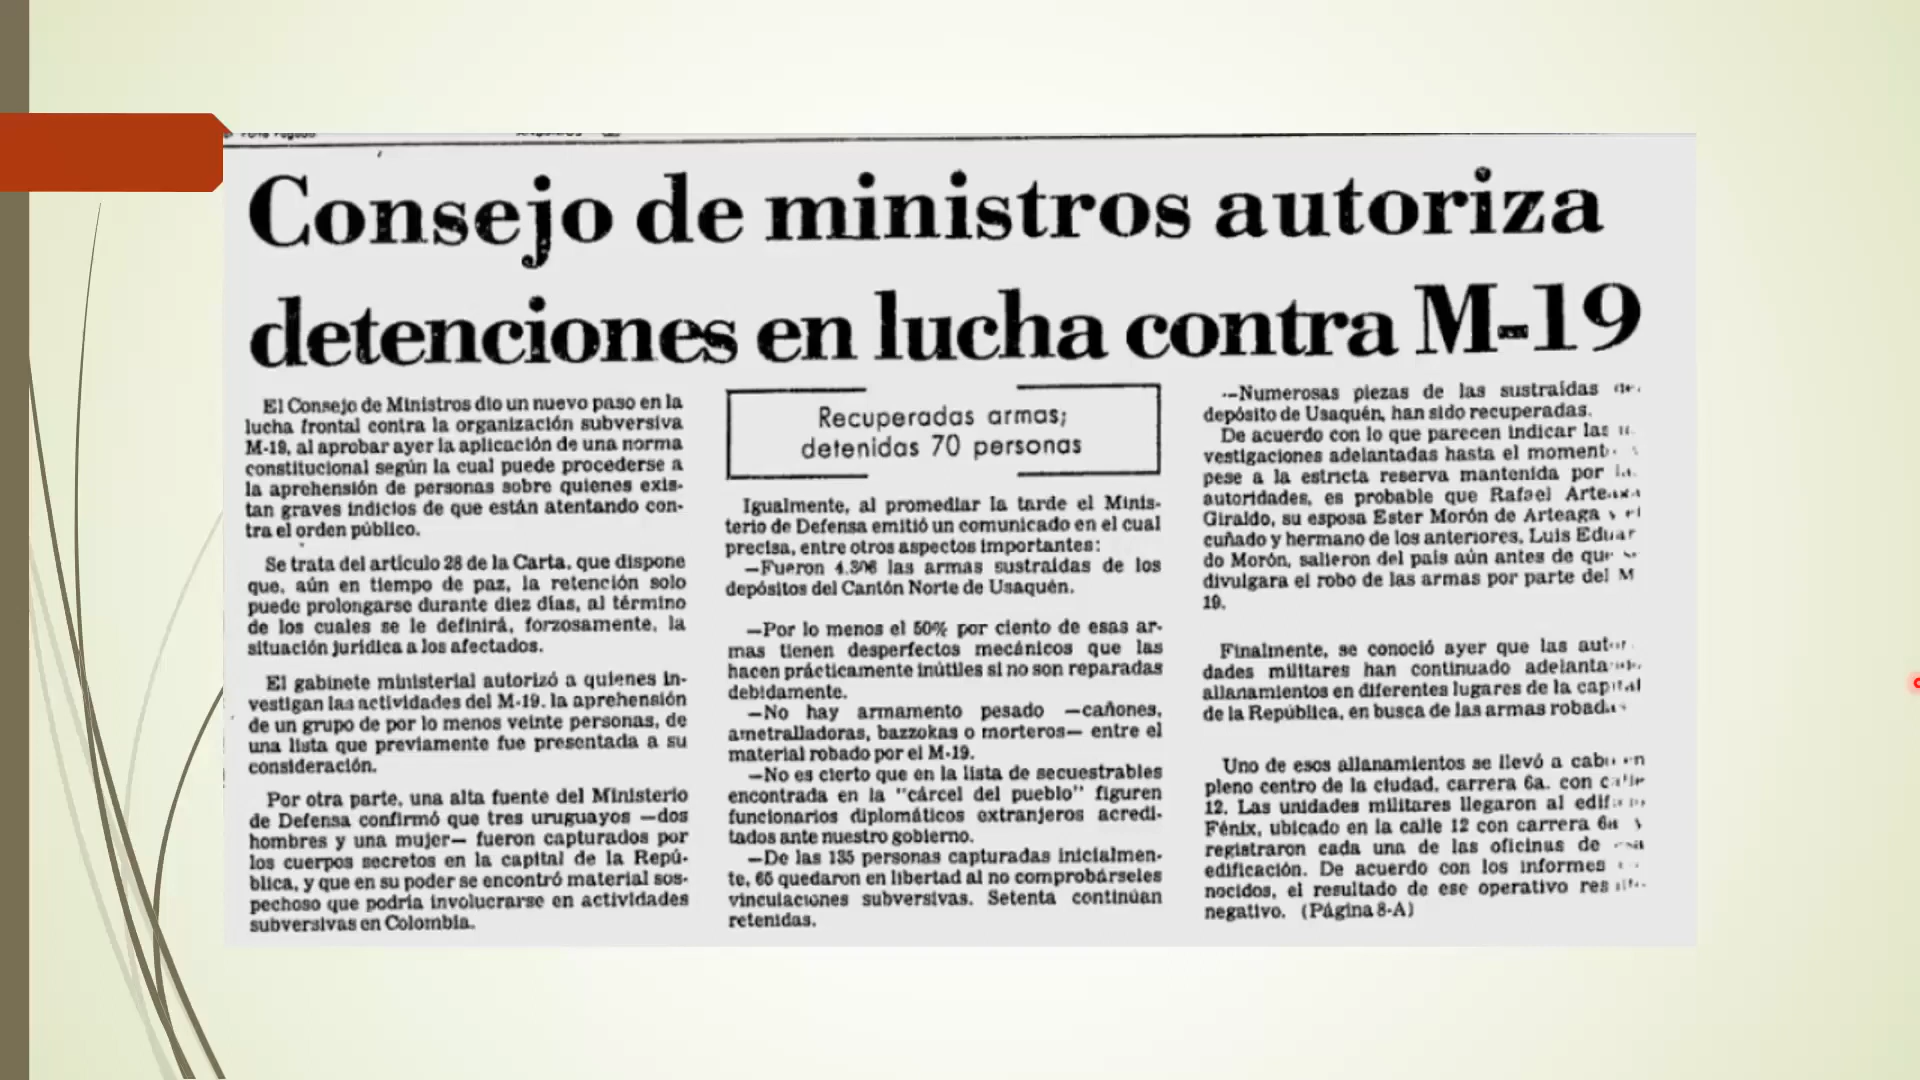 Consejo de ministros autoriza
detenciones en lucha contra M-19
El Consejo de Ministros dio un nuevo paso en la
lucha frontal contra la organización subversiva
M-19, al aprobar ayer la aplicación de una norma
constitucional según la cual puede procederse a
la aprehensión de personas sobre quienes exis-
tan graves indicios de que están atentando con-
tra el orden público.
Se trata del artículo 28 de la Carta, que dispone
que, aún en tiempo de paz, la retención solo
puede prolongarse durante diez días, al término
de los cuales se le definirá, forzosamente, la
situación jurídica a los afectados.
El gabinete ministerial autorizó a quienes in-
vestigan las actividades del M-19, la aprehensión
de un grupo de por lo menos veinte personas, de
una lista que previamente fue presentada a su
consideración.
Por otra parte, una alta fuente del Ministerio
de Defensa confirmó que tres uruguayos —dos
hombres y una mujer— fueron capturados por
los cuerpos secretos en la capital de la Repú-
blica, y que en su poder se encontró material sos-
pechoso que podría involucrarse en actividades
subversivas en Colombia.
Recuperadas armas;
detenidas 70 personas
Igualmente, al promediar la tarde el Minis-
terio de Defensa emitió un comunicado en el cual
precisa, entre otros aspectos importantes:
—Fueron las armas sustraídas de los
depósitos del Cantón Norte de Usaquén.
—Por lo menos el 50% por ciento de esas ar-
mas tienen desperfectos mecánicos que las
hacen prácticamente inútiles si no son reparadas
debidamente.
—No hay armamento pesado —cañones,
ametralladoras, bazzokas o morteros— entre el
material robado por el M-19.
—No es cierto que en la lista de secuestrables
encontrada en la "cárcel del pueblo" figuren
funcionarios diplomáticos extranjeros acredi-
tados ante nuestro gobierno.
—De las 135 personas capturadas inicialmen-
te, 65 quedaron en libertad al no comprobárseles
vinculaciones subversivas. Setenta continúan
retenidas.
—Numerosas piezas de las sustraídas
depósito de Usaquén, han sido recuperadas.
De acuerdo con lo que parecen indicar las
vestigaciones adelantadas hasta el
pese a la estricta reserva mantenida por
autoridades, es probable que Rafael Arteaga
Giraldo, su esposa Ester Morón de Arteaga y el
cuñado y hermano de los anteriores, Luis Eduar
do Morón, salieron del país aún antes de que
divulgara el robo de las armas por parte del M
19.
Finalmente, se conoció ayer que las
dades militares han continuado
allanamientos en diferentes lugares de la capital
de la República, en busca de las armas
Uno de esos allanamientos se llevó a cabo en
pleno centro de la ciudad, carrera 6a. con calle
12. Las unidades militares llegaron al
Fénix, ubicado en la calle 12 con carrera 6a y
registraron cada una de las oficinas de
edificación. De acuerdo con los informes
nocidos, el resultado de ese operativo
negativo. (Página 8-A)